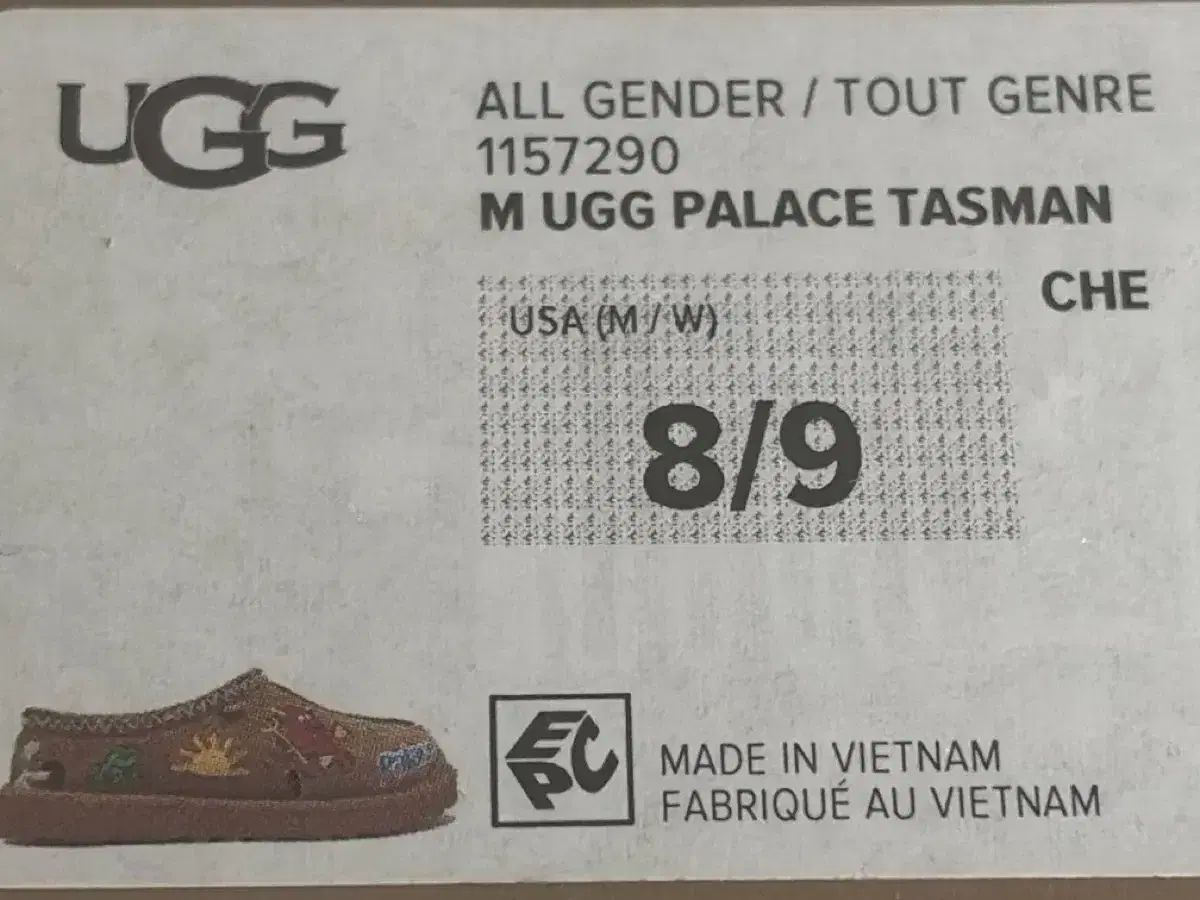 UGG
ALL GENDER / TOUT GENRE
1157290
M UGG PALACE TASMAN
CHE
USA (M / W)
8/9
EPC
MADE IN VIETNAM
FABRIQUÉ AU VIETNAM